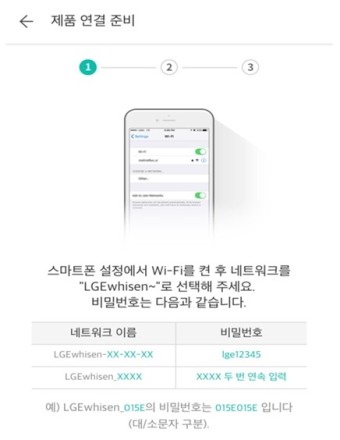 제품 연결 준비
1
2
3
스마트폰 설정에서 Wi-Fi를 켠 후 네트워크를
"LGEwhisen~"로 선택해 주세요.
비밀번호는 다음과 같습니다.
네트워크 이름 비밀번호
LGEwhisen-XX-XX-XX lge12345
LGEwhisen_XXXX XXXX 두 번 연속 입력
예) LGEwhisen_015E의 비밀번호는 015E015E 입니다
(대/소문자 구분).